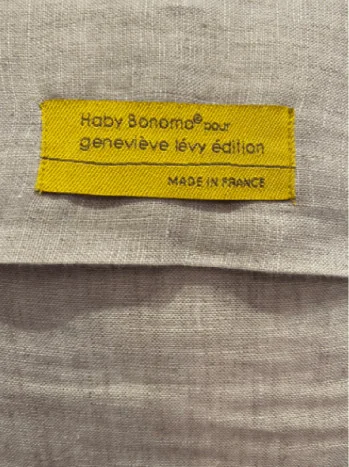 Haby Bonomo® pour
geneviève lévy édition
MADE IN FRANCE